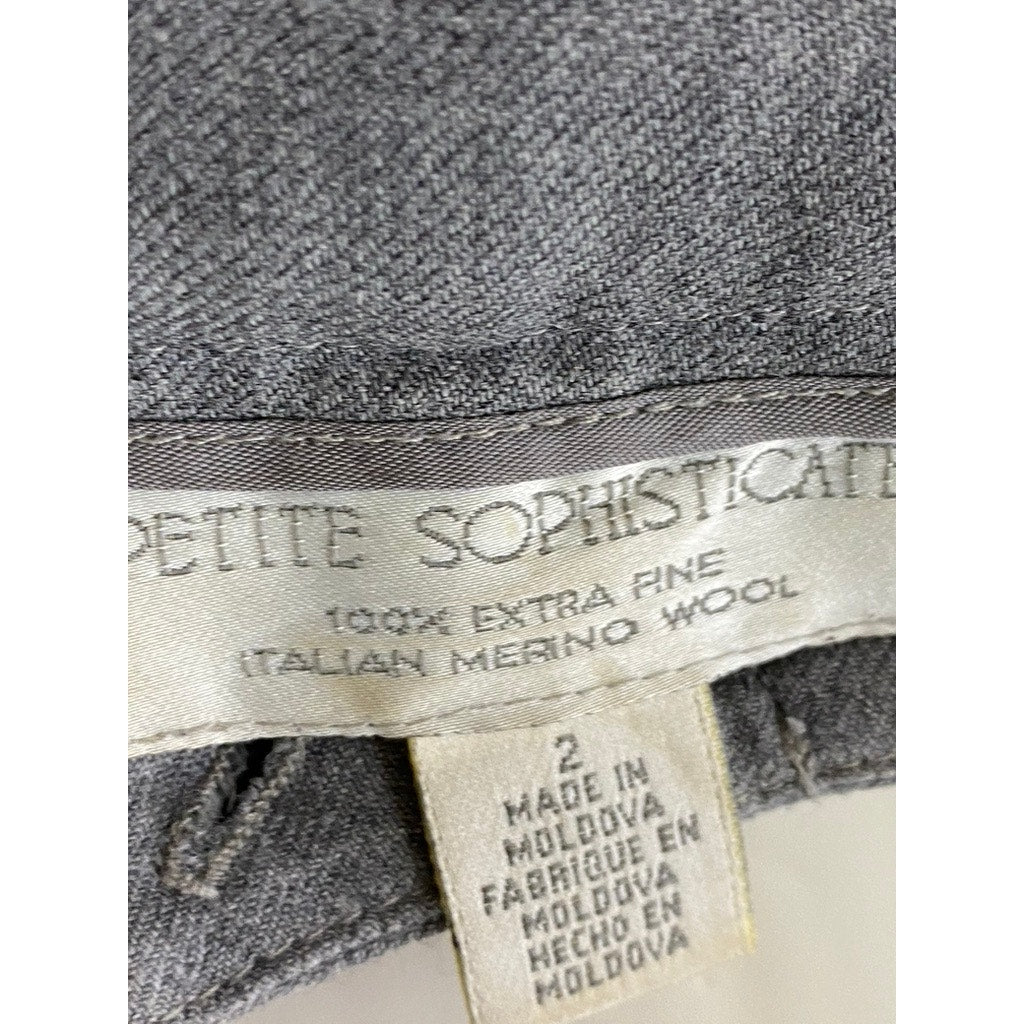 PETITE SOPHISTICATE
100% EXTRA FINE
ITALIAN MERINO WOOL
2
MADE IN
MOLDOVA
FABRIQUE EN
MOLDOVA
HECHO EN
MOLDOVA